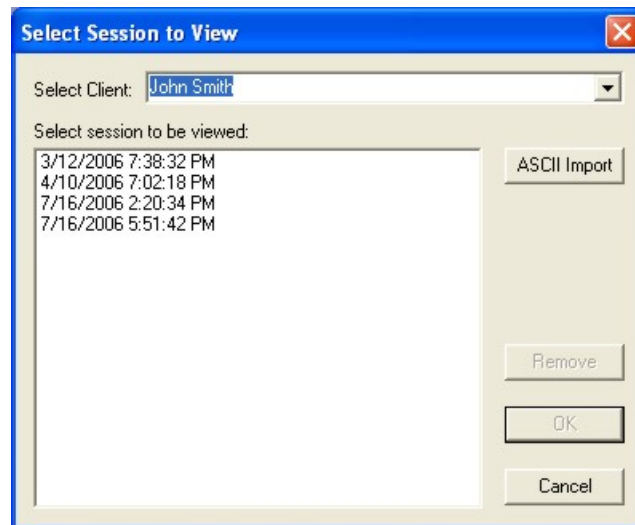 Select Session to View
Select Client: John Smith
Select session to be viewed:
3/12/2006 7:38:32 PM
4/10/2006 7:02:18 PM
7/16/2006 2:20:34 PM
7/16/2006 5:51:42 PM
ASCII Import
Remove
OK
Cancel